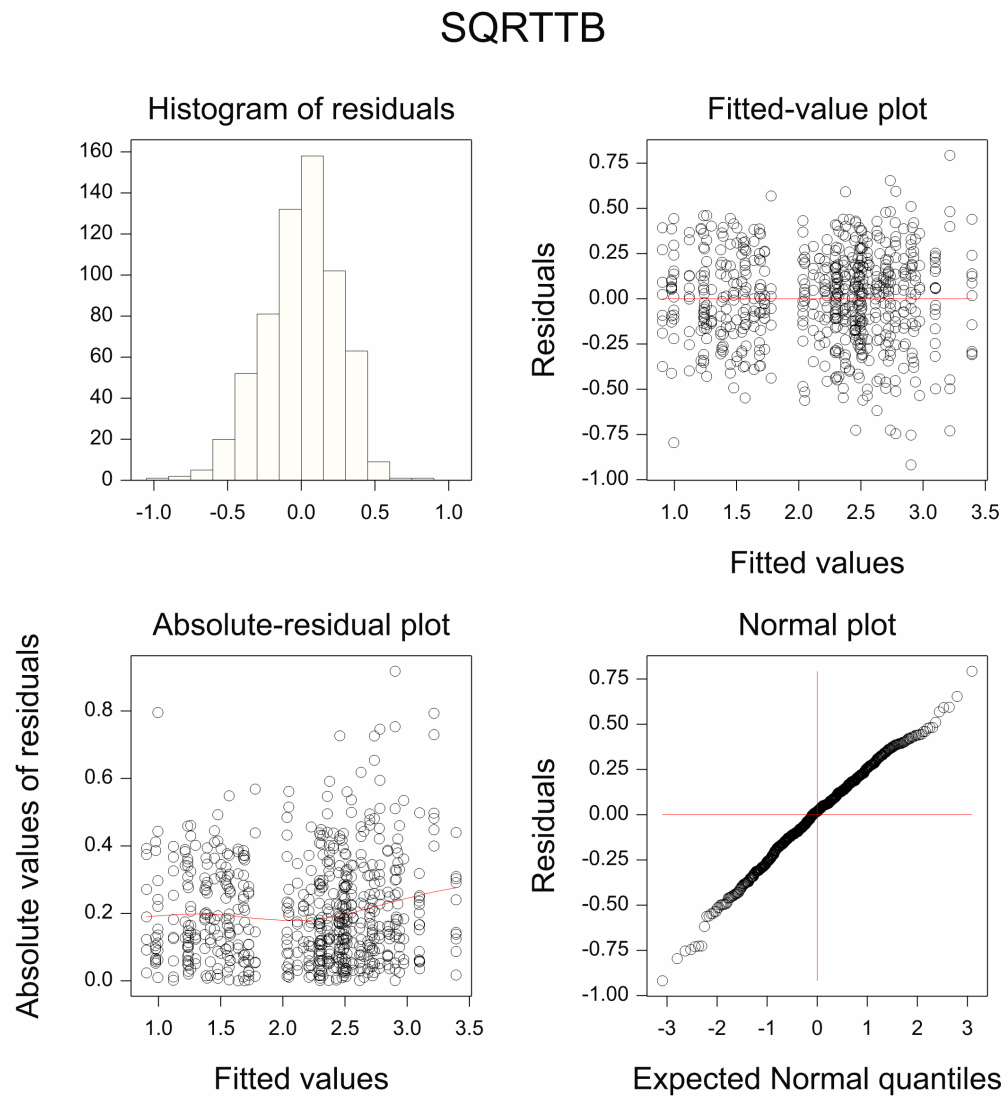 SQRTTB
Histogram of residuals
160
140
120
100
80
60
40
20
0
-1.0 -0.5 0.0 0.5 1.0
Fitted-value plot
Residuals
0.75
0.50
0.25
0.00
-0.25
-0.50
-0.75
-1.00
1.0 1.5 2.0 2.5 3.0 3.5
Fitted values
Absolute-residual plot
Absolute values of residuals
0.8
0.6
0.4
0.2
0.0
1.0 1.5 2.0 2.5 3.0 3.5
Fitted values
Normal plot
Residuals
0.75
0.50
0.25
0.00
-0.25
-0.50
-0.75
-1.00
-3 -2 -1 0 1 2 3
Expected Normal quantiles